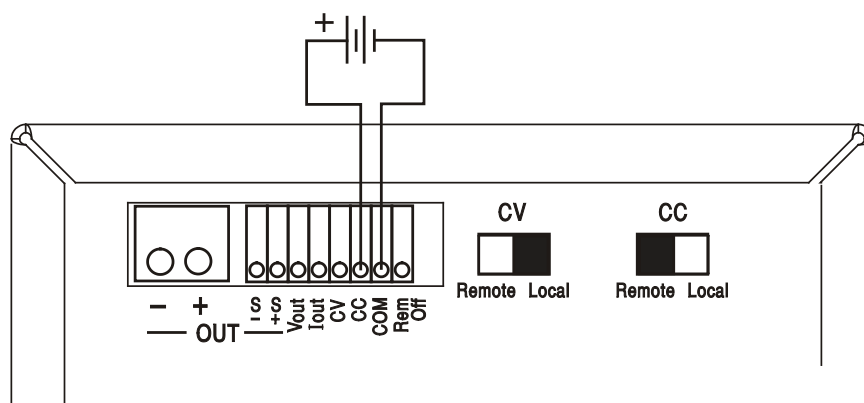 +
CV CC
Remote Local Remote Local
- +
OUT
S -
S +
Vout
Iout
CV
CC
COM
Rem Off